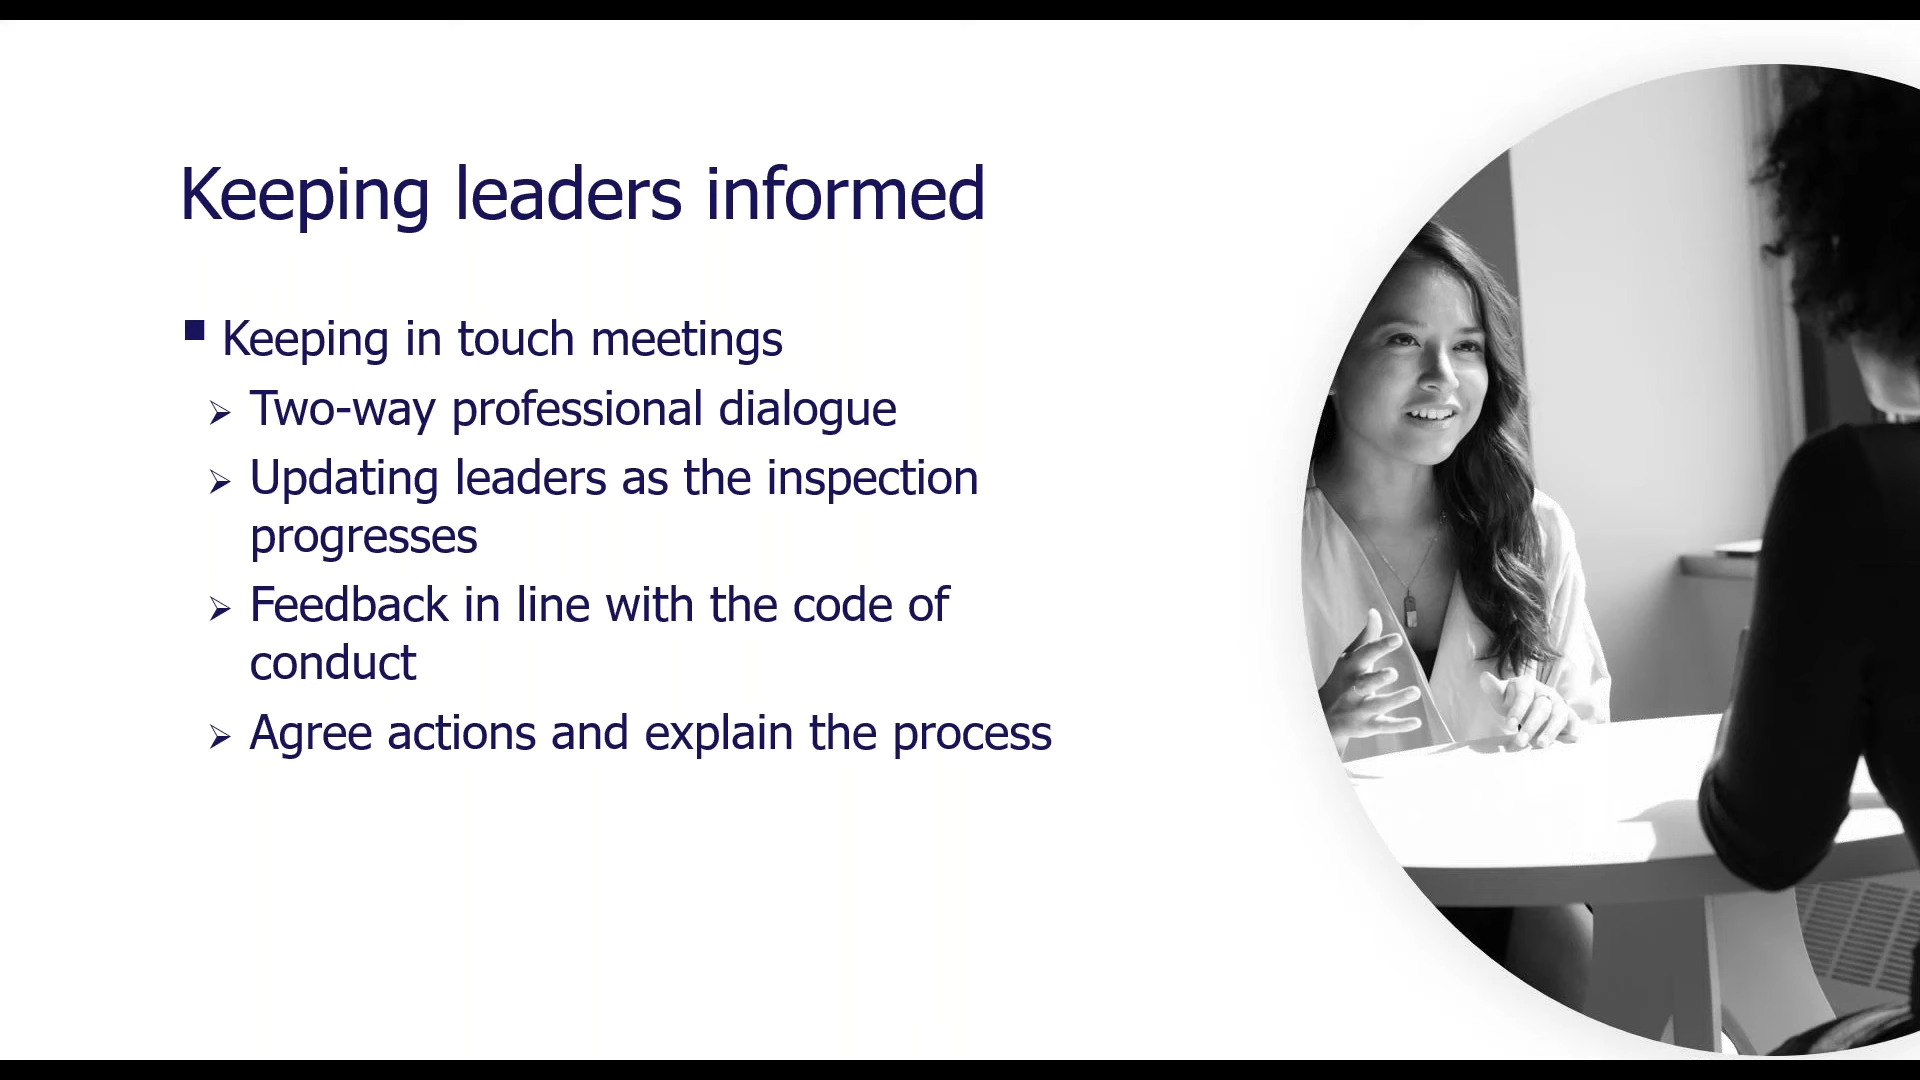 Keeping leaders informed
▪ Keeping in touch meetings
➢ Two-way professional dialogue
➢ Updating leaders as the inspection
progresses
➢ Feedback in line with the code of
conduct
➢ Agree actions and explain the process